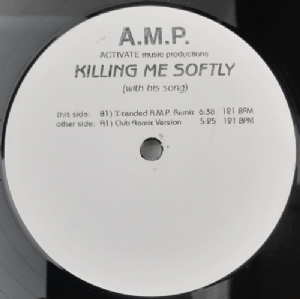 A.M.P.
ACTIVATE music productions
KILLING ME SOFTLY
(with his song)
this side: B1) X-tended A.M.P. Remix 6:38 121 BPM
other side: A1) Club Remix Version 5:25 121 BPM